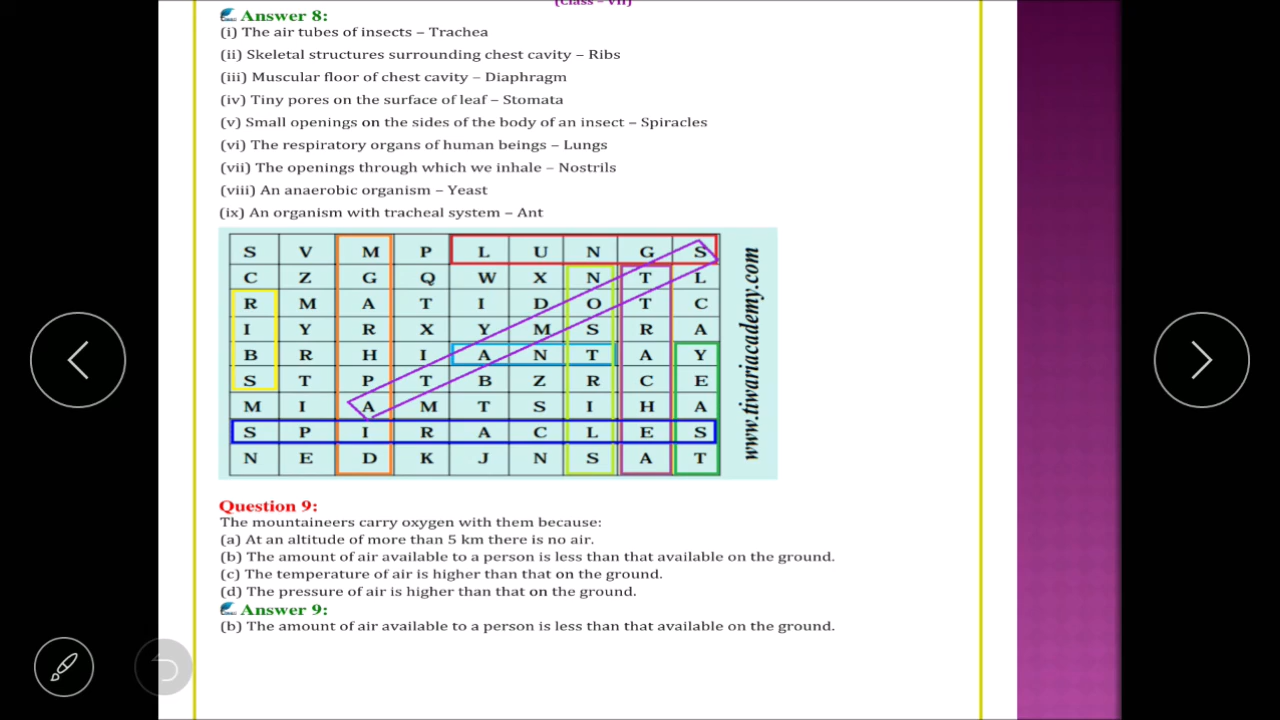 (Class – VII)
Answer 8:
(i) The air tubes of insects – Trachea
(ii) Skeletal structures surrounding chest cavity – Ribs
(iii) Muscular floor of chest cavity – Diaphragm
(iv) Tiny pores on the surface of leaf – Stomata
(v) Small openings on the sides of the body of an insect – Spiracles
(vi) The respiratory organs of human beings – Lungs
(vii) The openings through which we inhale – Nostrils
(viii) An anaerobic organism – Yeast
(ix) An organism with tracheal system – Ant
S V M P L U N G S
C Z G Q W X N T L
R M A T I D O T C
I Y R X Y M S R A
B R H I A N T A Y
S T P T B Z R C E
M I A M T S I H A
S P I R A C L E S
N E D K J N S A T
www.tiwariacademy.com
Question 9:
The mountaineers carry oxygen with them because:
(a) At an altitude of more than 5 km there is no air.
(b) The amount of air available to a person is less than that available on the ground.
(c) The temperature of air is higher than that on the ground.
(d) The pressure of air is higher than that on the ground.
Answer 9:
(b) The amount of air available to a person is less than that available on the ground.